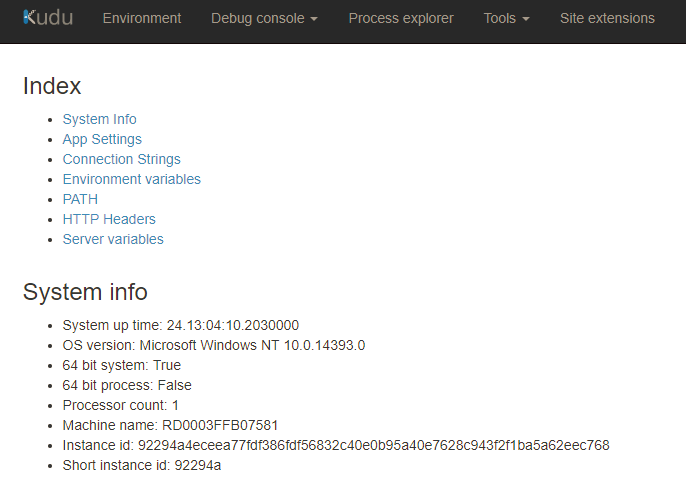 Kudu Environment Debug console Process explorer Tools Site extensions
Index
System Info
App Settings
Connection Strings
Environment variables
PATH
HTTP Headers
Server variables
System info
System up time: 24.13:04:10.2030000
OS version: Microsoft Windows NT 10.0.14393.0
64 bit system: True
64 bit process: False
Processor count: 1
Machine name: RD0003FFB07581
Instance id: 92294a4eceea77fdf386fdf56832c40e0b95a40e7628c943f2f1ba5a62eec768
Short instance id: 92294a